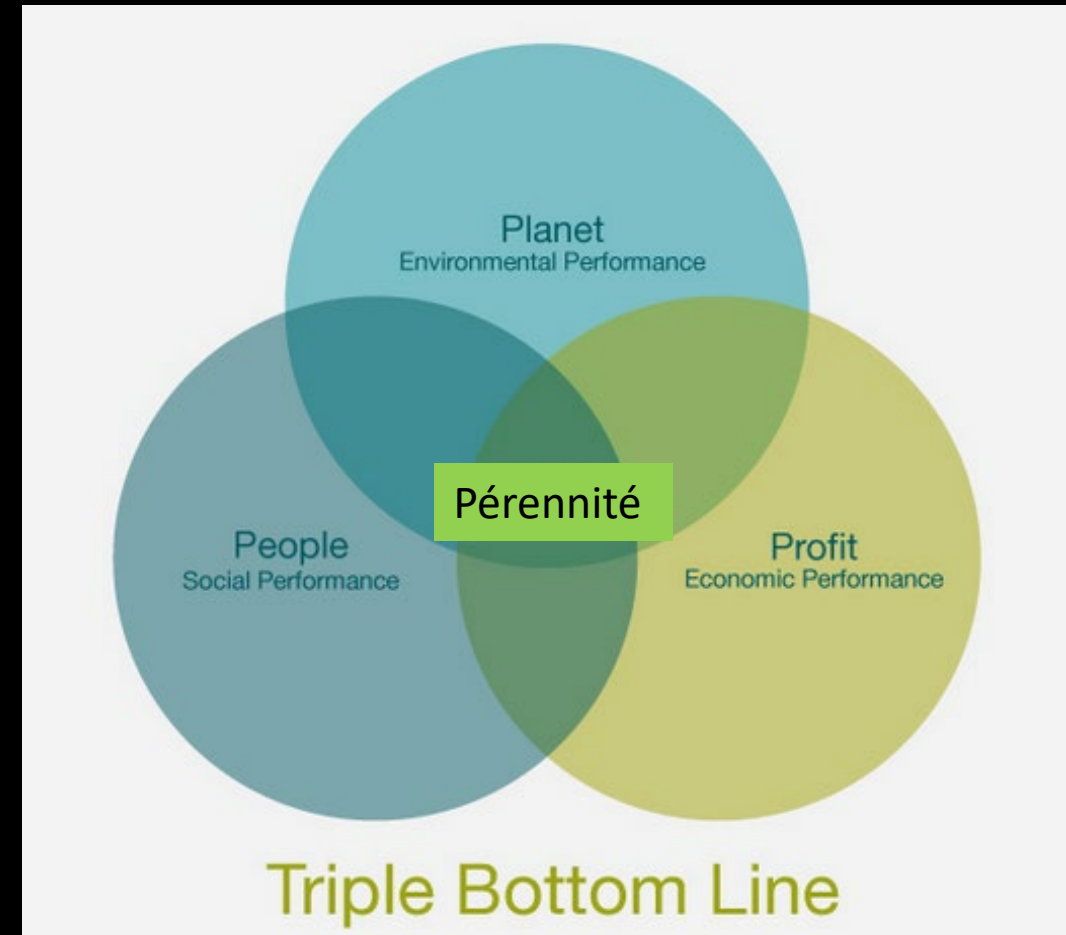 Planet
Environmental Performance
Pérennité
People
Social Performance
Profit
Economic Performance
Triple Bottom Line